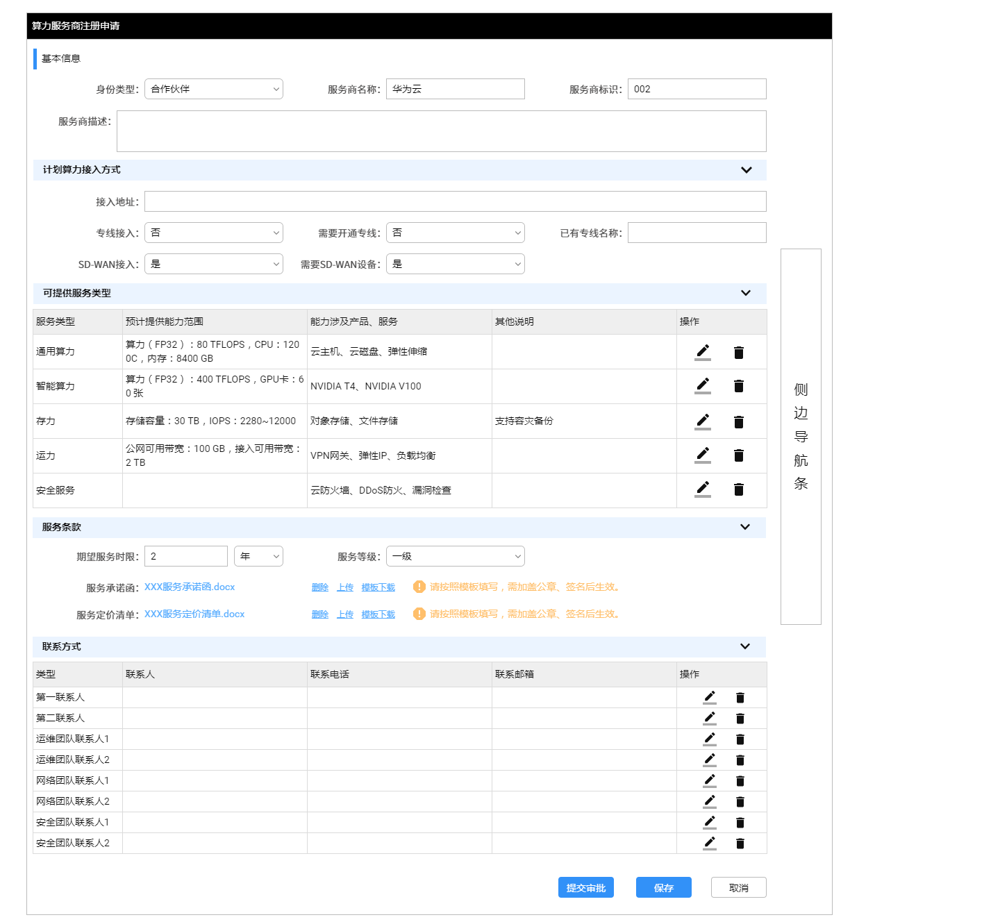 算力服务商注册申请
基本信息
身份类型： 合作伙伴 服务商名称： 华为云 服务商标识： 002
服务商描述：
计划算力接入方式
接入地址：
专线接入： 否 需要开通专线： 否 已有专线名称：
SD-WAN接入： 是 需要SD-WAN设备： 是
可提供服务类型
服务类型 预计提供能力范围 能力涉及产品、服务 其他说明 操作
通用算力 算力（FP32）：80 TFLOPS，CPU：120
0C，内存：8400 GB 云主机、云磁盘、弹性伸缩
智能算力 算力（FP32）：400 TFLOPS，GPU卡：6
0 张 NVIDIA T4、NVIDIA V100
存力 存储容量：30 TB，IOPS：2280~12000 对象存储、文件存储 支持容灾备份
运力 公网可用带宽：100 GB，接入可用带宽：
2 TB VPN网关、弹性IP、负载均衡
安全服务 云防火墙、DDoS防火、漏洞检查
服务条款
期望服务时限： 2 年 服务等级： 一级
服务承诺函： XXX服务承诺函.docx 删除 上传 模板下载 请按照模板填写，需加盖公章、签名后生效。
服务定价清单： XXX服务定价清单.docx 删除 上传 模板下载 请按照模板填写，需加盖公章、签名后生效。
联系方式
类型 联系人 联系电话 联系邮箱 操作
第一联系人
第二联系人
运维团队联系人1
运维团队联系人2
网络团队联系人1
网络团队联系人2
安全团队联系人1
安全团队联系人2
提交审批 保存 取消
侧
边
导
航
条